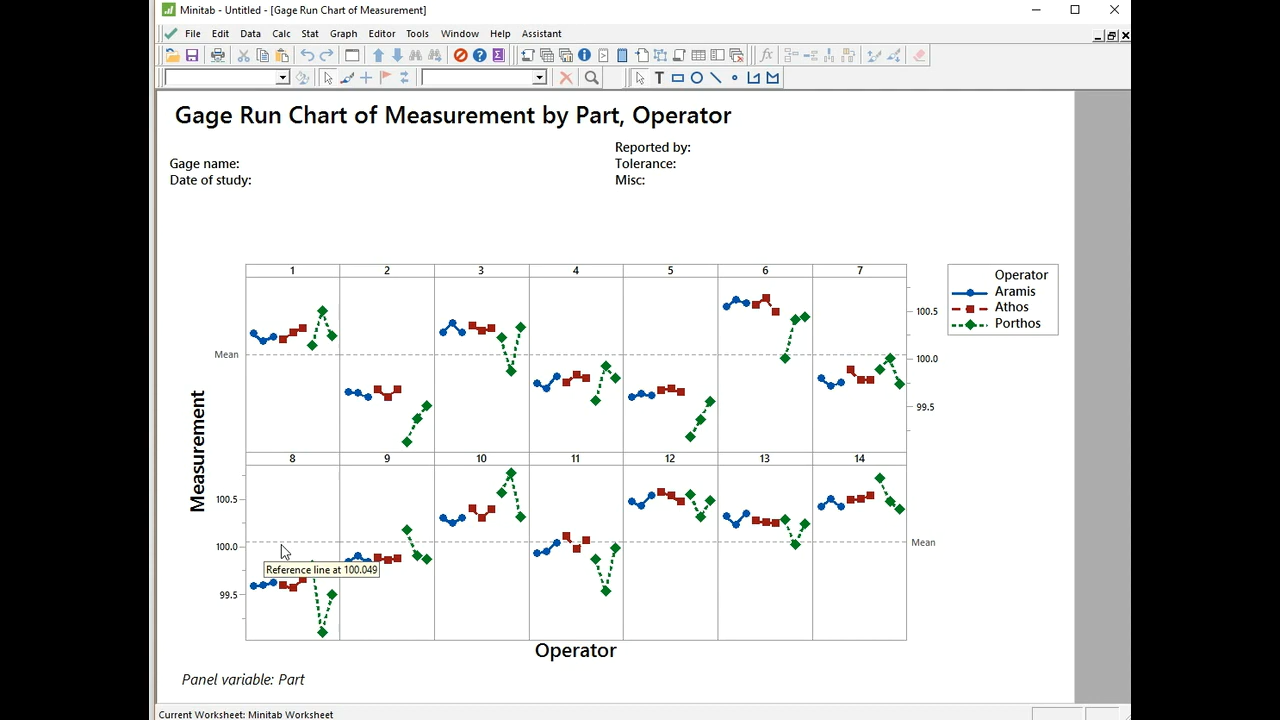 Minitab - Untitled - [Gage Run Chart of Measurement]
File Edit Data Calc Stat Graph Editor Tools Window Help Assistant
Gage Run Chart of Measurement by Part, Operator
Reported by:
Gage name: Tolerance:
Date of study: Misc:
1 2 3 4 5 6 7
Operator
Aramis
Athos
Porthos
100.5
Mean
100.0
99.5
Measurement
8 9 10 11 12 13 14
100.5
Mean
100.0
Reference line at 100.049
99.5
Operator
Panel variable: Part
Current Worksheet: Minitab Worksheet